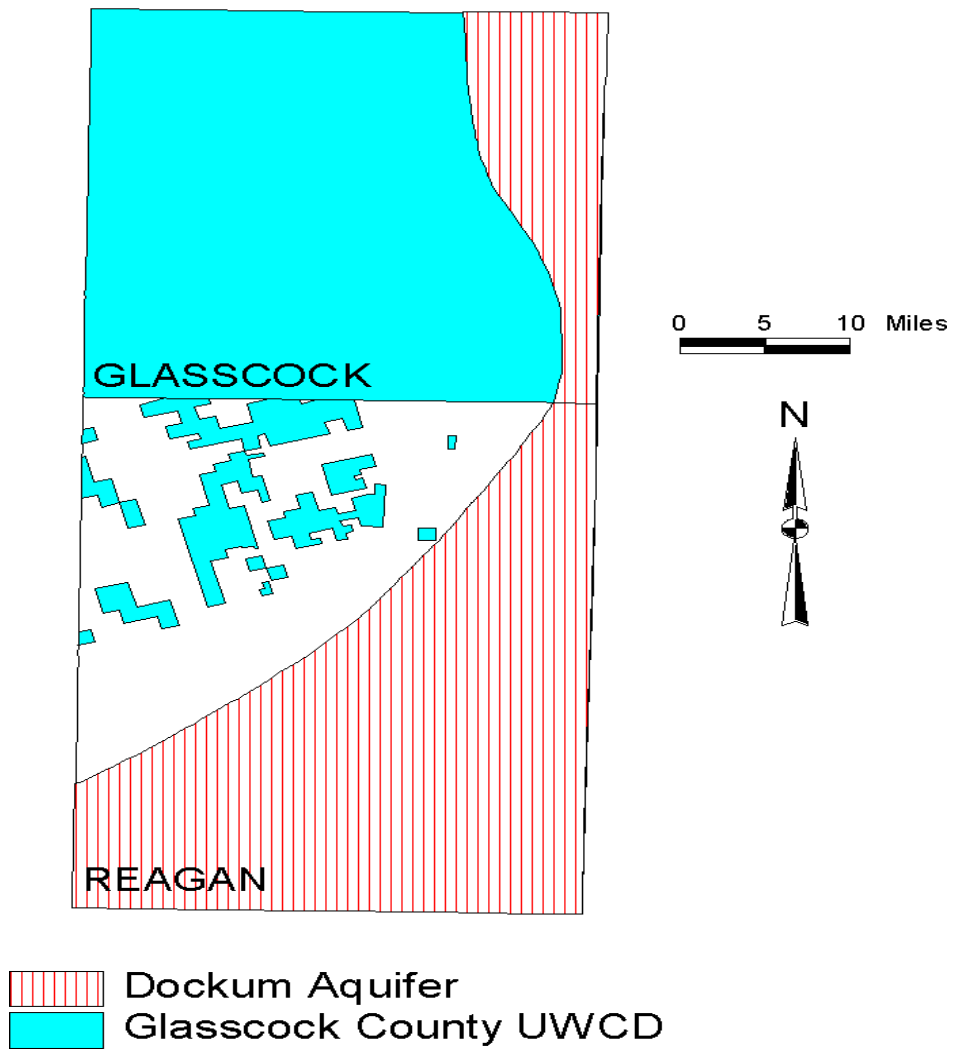 GLASSCOCK
0 5 10 Miles
N
REAGAN
Dockum Aquifer
Glasscock County UWCD